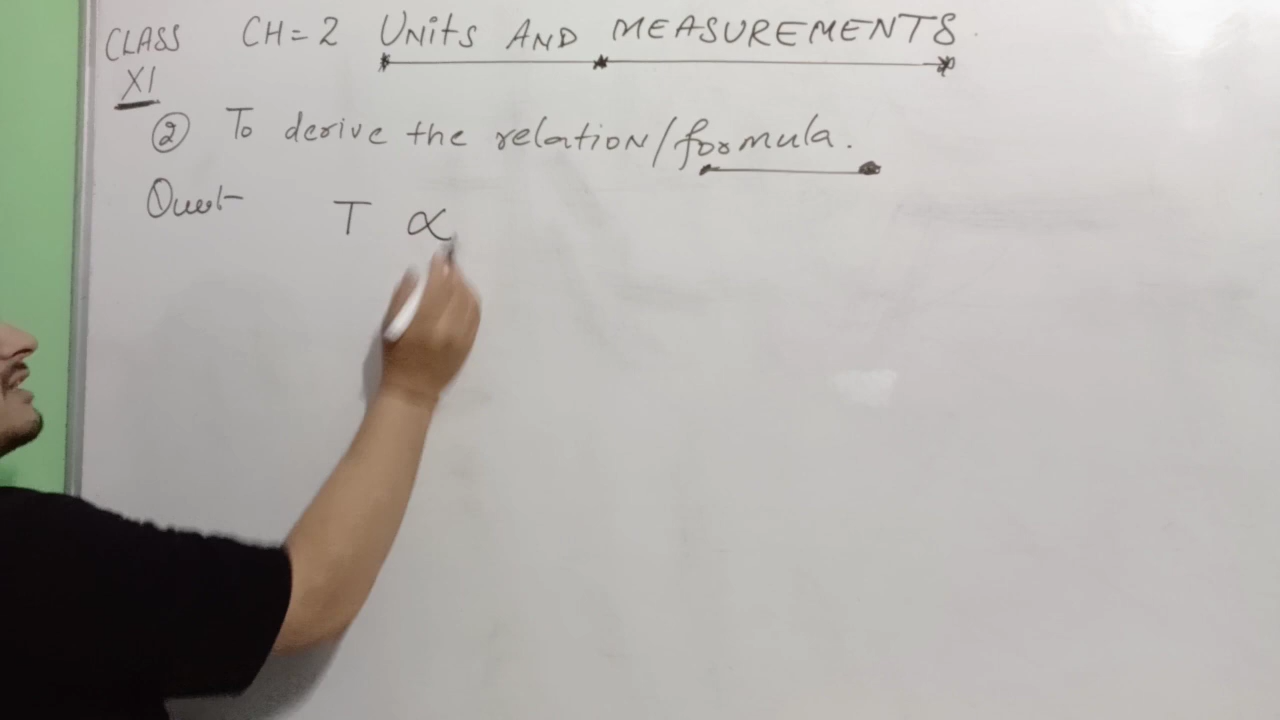 CLASS CH=2 UNITS AND MEASUREMENTS
XI
② To derive the relation/formula.
Quest T ∝